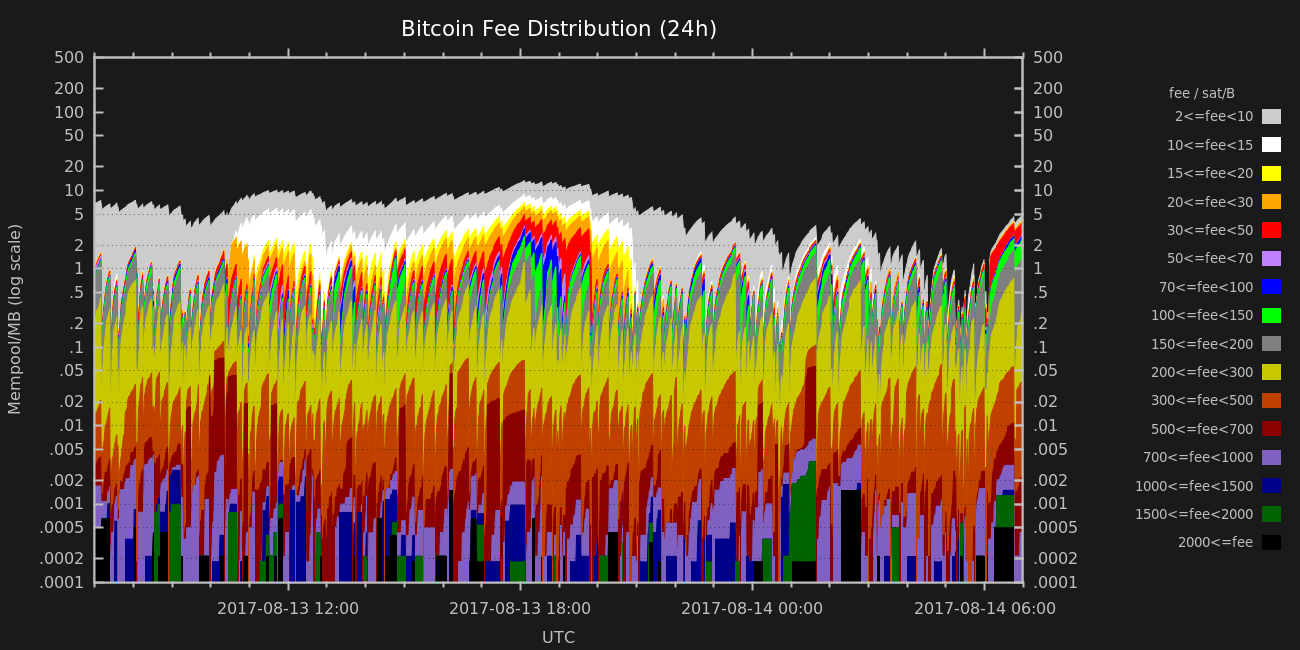 Bitcoin Fee Distribution (24h)
Mempool/MB (log scale)
500
200
100
50
20
10
5
2
1
.5
.2
.1
.05
.02
.01
.005
.002
.001
.0005
.0002
.0001
500
200
100
50
20
10
5
2
1
.5
.2
.1
.05
.02
.01
.005
.002
.001
.0005
.0002
.0001
2017-08-13 12:00
2017-08-13 18:00
2017-08-14 00:00
2017-08-14 06:00
UTC
fee / sat/B
2<=fee<10
10<=fee<15
15<=fee<20
20<=fee<30
30<=fee<50
50<=fee<70
70<=fee<100
100<=fee<150
150<=fee<200
200<=fee<300
300<=fee<500
500<=fee<700
700<=fee<1000
1000<=fee<1500
1500<=fee<2000
2000<=fee